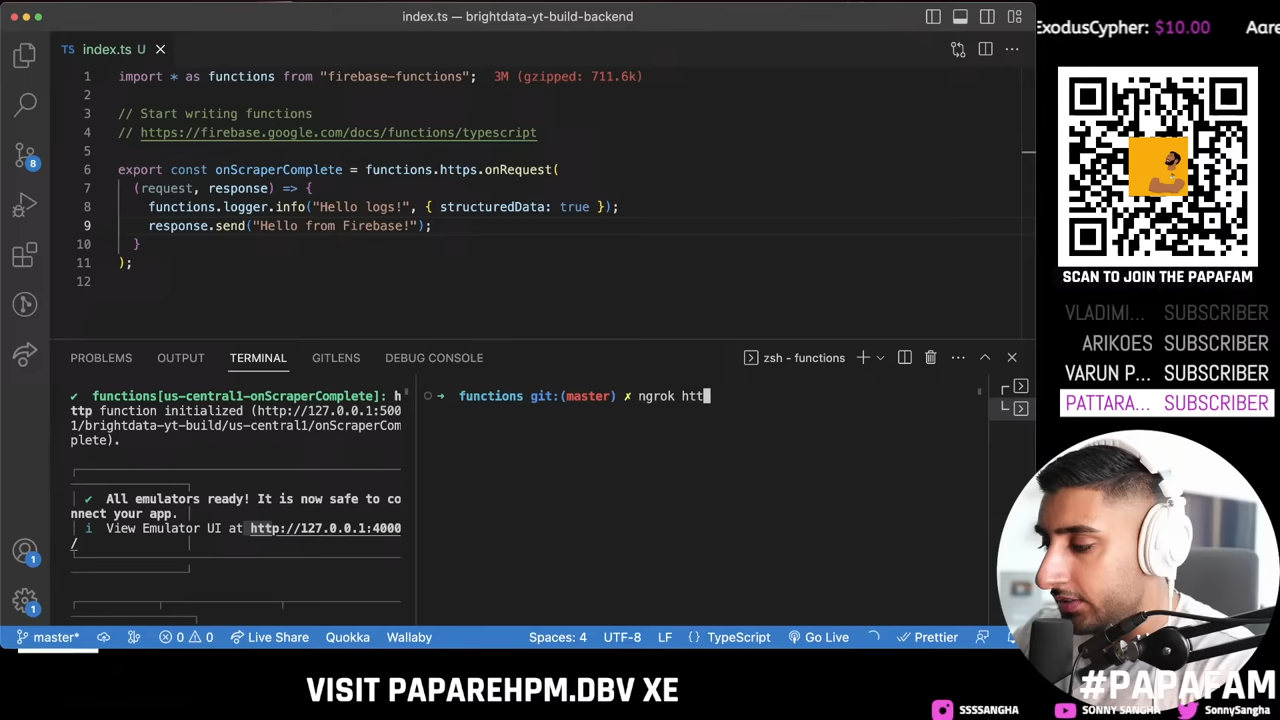 index.ts — brightdata-yt-build-backend
TS index.ts U
1 import * as functions from "firebase-functions"; 3M (gzipped: 711.6k)
2
3 // Start writing functions
4 // https://firebase.google.com/docs/functions/typescript
5
6 export const onScraperComplete = functions.https.onRequest(
7 (request, response) => {
8 functions.logger.info("Hello logs!", { structuredData: true });
9 response.send("Hello from Firebase!");
10 }
11 );
12
8
1
1
PROBLEMS OUTPUT TERMINAL GITLENS DEBUG CONSOLE
zsh - functions
✔ functions[us-central1-onScraperComplete]: h
ttp function initialized (http://127.0.0.1:500
1/brightdata-yt-build/us-central1/onScraperCom
plete).
✔ All emulators ready! It is now safe to co
nnect your app.
i View Emulator UI at http://127.0.0.1:4000
/
➜ functions git:(master) ✗ ngrok htt
master* 0 0 Live Share Quokka Wallaby Spaces: 4 UTF-8 LF {} TypeScript Go Live Prettier
ExodusCypher: $10.00 Aare
SCAN TO JOIN THE PAPAFAM
VLADIMI... SUBSCRIBER
ARIKOES SUBSCRIBER
VARUN P... SUBSCRIBER
PATTARA... SUBSCRIBER
VISIT PAPAREHPM.DBV XE
#PAPAFAM
SSSSANGHA SONNY SANGHA SonnySangha